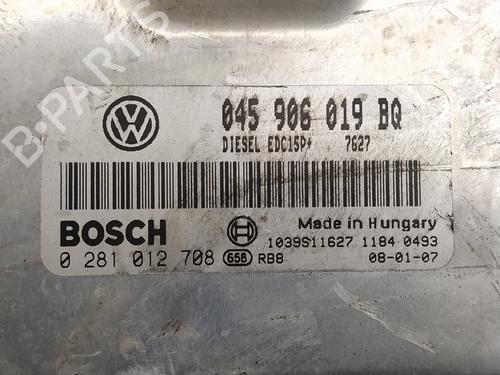 B-PARTS
045 906 019 BQ
DIESEL EDC15P+ 7G27
BOSCH
Made in Hungary
1039S11627 1184 0493
0 281 012 708 656 RB8 08-01-07